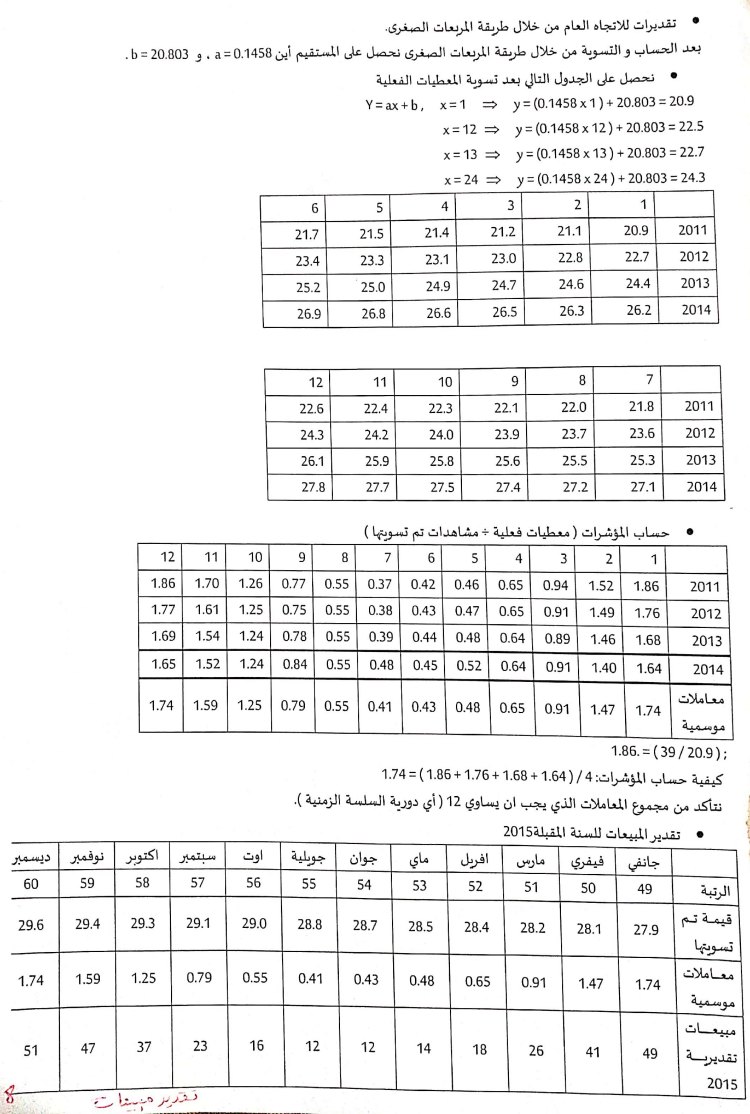 • تقديرات للاتجاه العام من خلال طريقة المربعات الصغرى.
بعد الحساب و التسوية من خلال طريقة المربعات الصغرى نحصل على المستقيم أين a = 0.1458 ، و b = 20.803 .
• نحصل على الجدول التالي بعد تسوية المعطيات الفعلية
Y = ax + b , x = 1 ⇒ y = (0.1458 x 1 ) + 20.803 = 20.9
x = 12 ⇒ y = (0.1458 x 12 ) + 20.803 = 22.5
x = 13 ⇒ y = (0.1458 x 13 ) + 20.803 = 22.7
x = 24 ⇒ y = (0.1458 x 24 ) + 20.803 = 24.3
6 5 4 3 2 1
21.7 21.5 21.4 21.2 21.1 20.9 2011
23.4 23.3 23.1 23.0 22.8 22.7 2012
25.2 25.0 24.9 24.7 24.6 24.4 2013
26.9 26.8 26.6 26.5 26.3 26.2 2014
12 11 10 9 8 7
22.6 22.4 22.3 22.1 22.0 21.8 2011
24.3 24.2 24.0 23.9 23.7 23.6 2012
26.1 25.9 25.8 25.6 25.5 25.3 2013
27.8 27.7 27.5 27.4 27.2 27.1 2014
• حساب المؤشرات ( معطيات فعلية ÷ مشاهدات تم تسويتها )
12 11 10 9 8 7 6 5 4 3 2 1
1.86 1.70 1.26 0.77 0.55 0.37 0.42 0.46 0.65 0.94 1.52 1.86 2011
1.77 1.61 1.25 0.75 0.55 0.38 0.43 0.47 0.65 0.91 1.49 1.76 2012
1.69 1.54 1.24 0.78 0.55 0.39 0.44 0.48 0.64 0.89 1.46 1.68 2013
1.65 1.52 1.24 0.84 0.55 0.48 0.45 0.52 0.64 0.91 1.40 1.64 2014
1.74 1.59 1.25 0.79 0.55 0.41 0.43 0.48 0.65 0.91 1.47 1.74 معاملات موسمية
1.86. = ( 39 / 20.9 ) ;
كيفية حساب المؤشرات: 1.74 = ( 1.86 + 1.76 + 1.68 + 1.64 ) / 4
نتأكد من مجموع المعاملات الذي يجب ان يساوي 12 ( أي دورية السلسة الزمنية ).
• تقدير المبيعات للسنة المقبلة2015
جانفي فيفري مارس افريل ماي جوان جويلية اوت سبتمبر اكتوبر نوفمبر ديسمبر
الرتبة 49 50 51 52 53 54 55 56 57 58 59 60
قيمة تم تسويتها 27.9 28.1 28.2 28.4 28.5 28.7 28.8 29.0 29.1 29.3 29.4 29.6
معاملات موسمية 1.74 1.47 0.91 0.65 0.48 0.43 0.41 0.55 0.79 1.25 1.59 1.74
مبيعات تقديرية 2015 49 41 26 18 14 12 12 16 23 37 47 51
تقدير مبيعات
8